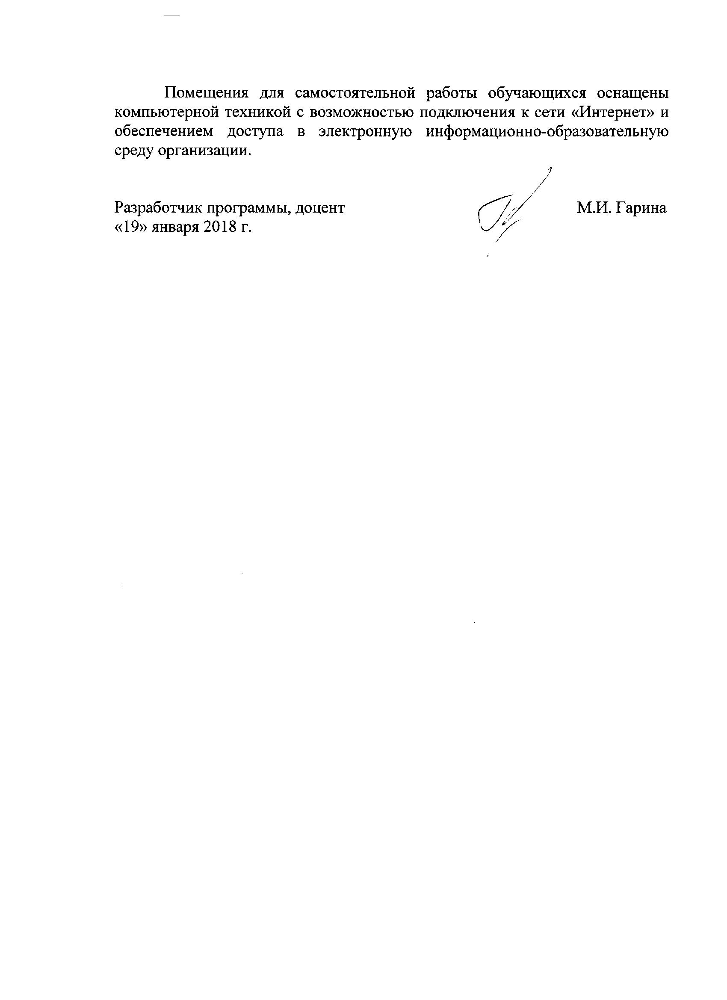 Помещения для самостоятельной работы обучающихся оснащены
компьютерной техникой с возможностью подключения к сети «Интернет» и
обеспечением доступа в электронную информационно-образовательную
среду организации.
Разработчик программы, доцент М.И. Гарина
«19» января 2018 г.